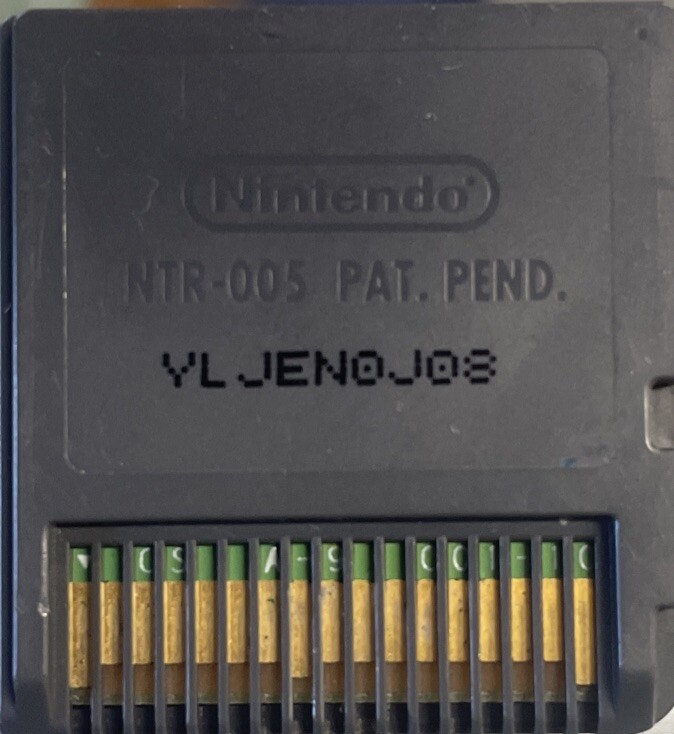 Nintendo
NTR-005 PAT. PEND.
YLJEN0J08